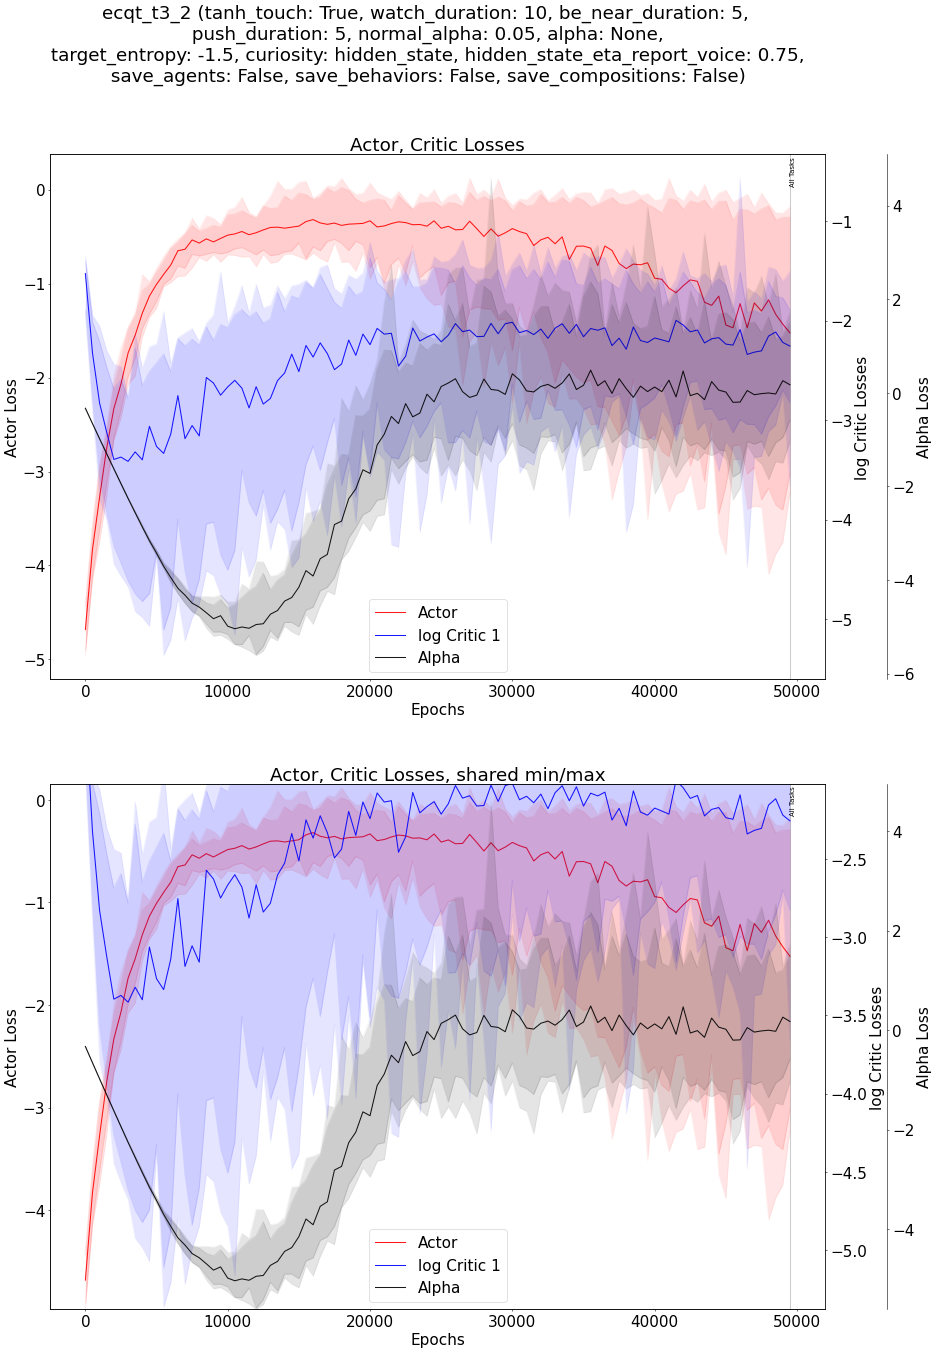 ecqt_t3_2 (tanh_touch: True, watch_duration: 10, be_near_duration: 5,
push_duration: 5, normal_alpha: 0.05, alpha: None,
target_entropy: -1.5, curiosity: hidden_state, hidden_state_eta_report_voice: 0.75,
save_agents: False, save_behaviors: False, save_compositions: False)
Actor, Critic Losses
All Tasks
0
−1
−2
−3
−4
−5
Actor Loss
−1
−2
−3
−4
−5
log Critic Losses
4
2
0
−2
−4
−6
Alpha Loss
Actor
log Critic 1
Alpha
0 10000 20000 30000 40000 50000
Epochs
Actor, Critic Losses, shared min/max
All Tasks
0
−1
−2
−3
−4
Actor Loss
−2.5
−3.0
−3.5
−4.0
−4.5
−5.0
log Critic Losses
4
2
0
−2
−4
Alpha Loss
Actor
log Critic 1
Alpha
0 10000 20000 30000 40000 50000
Epochs